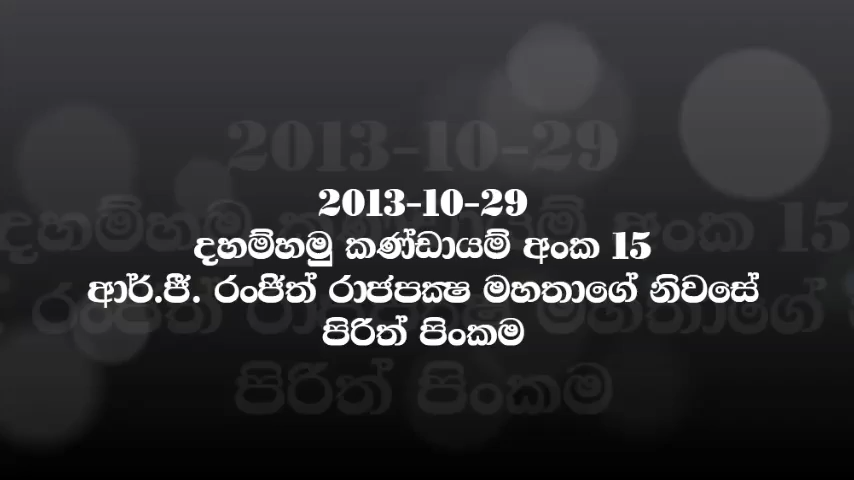 2013-10-29
දහම්හමු කණ්ඩායම් අංක 15
ආර්.ජී. රංජිත් රාජපක්‍ෂ මහතාගේ නිවසේ
පිරිත් පිංකම